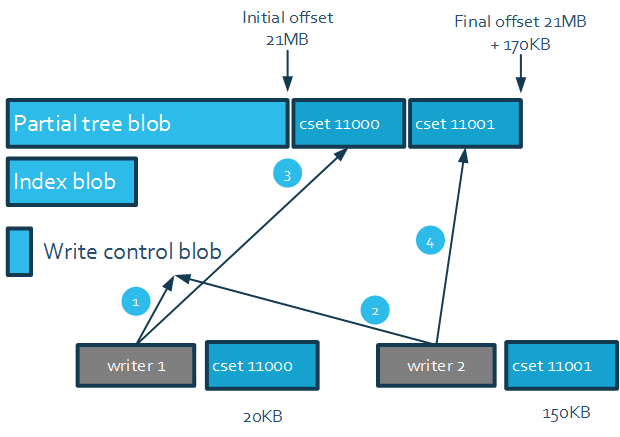 Initial offset
21MB
Final offset 21MB
+ 170KB
Partial tree blob
cset 11000
cset 11001
3
Index blob
4
Write control blob
1
2
writer 1
cset 11000
writer 2
cset 11001
20KB
150KB